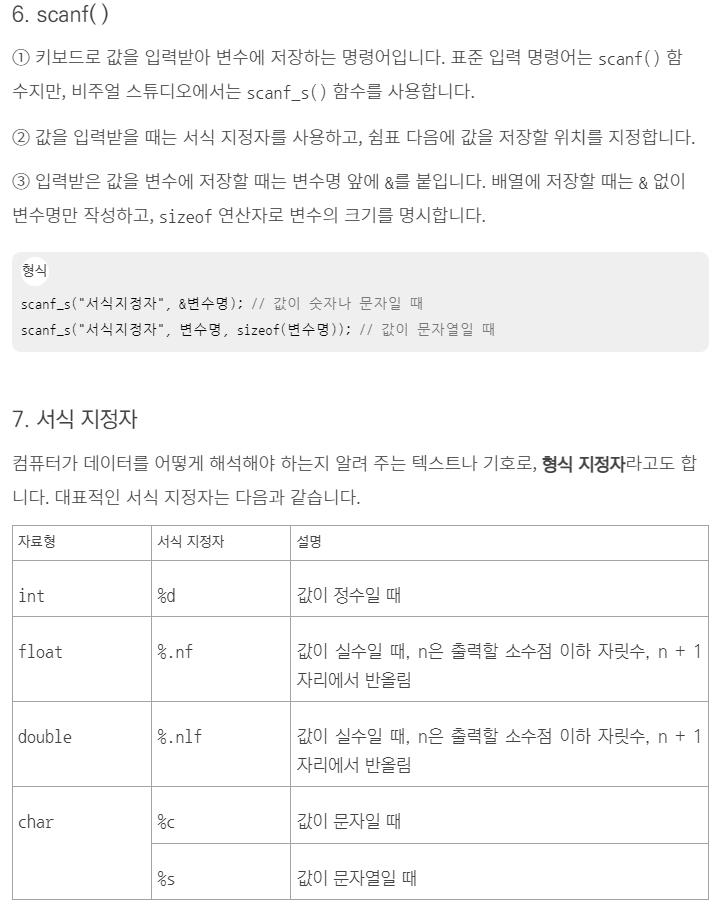 6. scanf( )
① 키보드로 값을 입력받아 변수에 저장하는 명령어입니다. 표준 입력 명령어는 scanf() 함
수지만, 비주얼 스튜디오에서는 scanf_s() 함수를 사용합니다.
② 값을 입력받을 때는 서식 지정자를 사용하고, 쉼표 다음에 값을 저장할 위치를 지정합니다.
③ 입력받은 값을 변수에 저장할 때는 변수명 앞에 &를 붙입니다. 배열에 저장할 때는 & 없이
변수명만 작성하고, sizeof 연산자로 변수의 크기를 명시합니다.
형식
scanf_s("서식지정자", &변수명); // 값이 숫자나 문자일 때
scanf_s("서식지정자", 변수명, sizeof(변수명)); // 값이 문자열일 때
7. 서식 지정자
컴퓨터가 데이터를 어떻게 해석해야 하는지 알려 주는 텍스트나 기호로, 형식 지정자라고도 합
니다. 대표적인 서식 지정자는 다음과 같습니다.
자료형 서식 지정자 설명
int %d 값이 정수일 때
float %.nf 값이 실수일 때, n은 출력할 소수점 이하 자릿수, n + 1
자리에서 반올림
double %.nlf 값이 실수일 때, n은 출력할 소수점 이하 자릿수, n + 1
자리에서 반올림
char %c 값이 문자일 때
%s 값이 문자열일 때